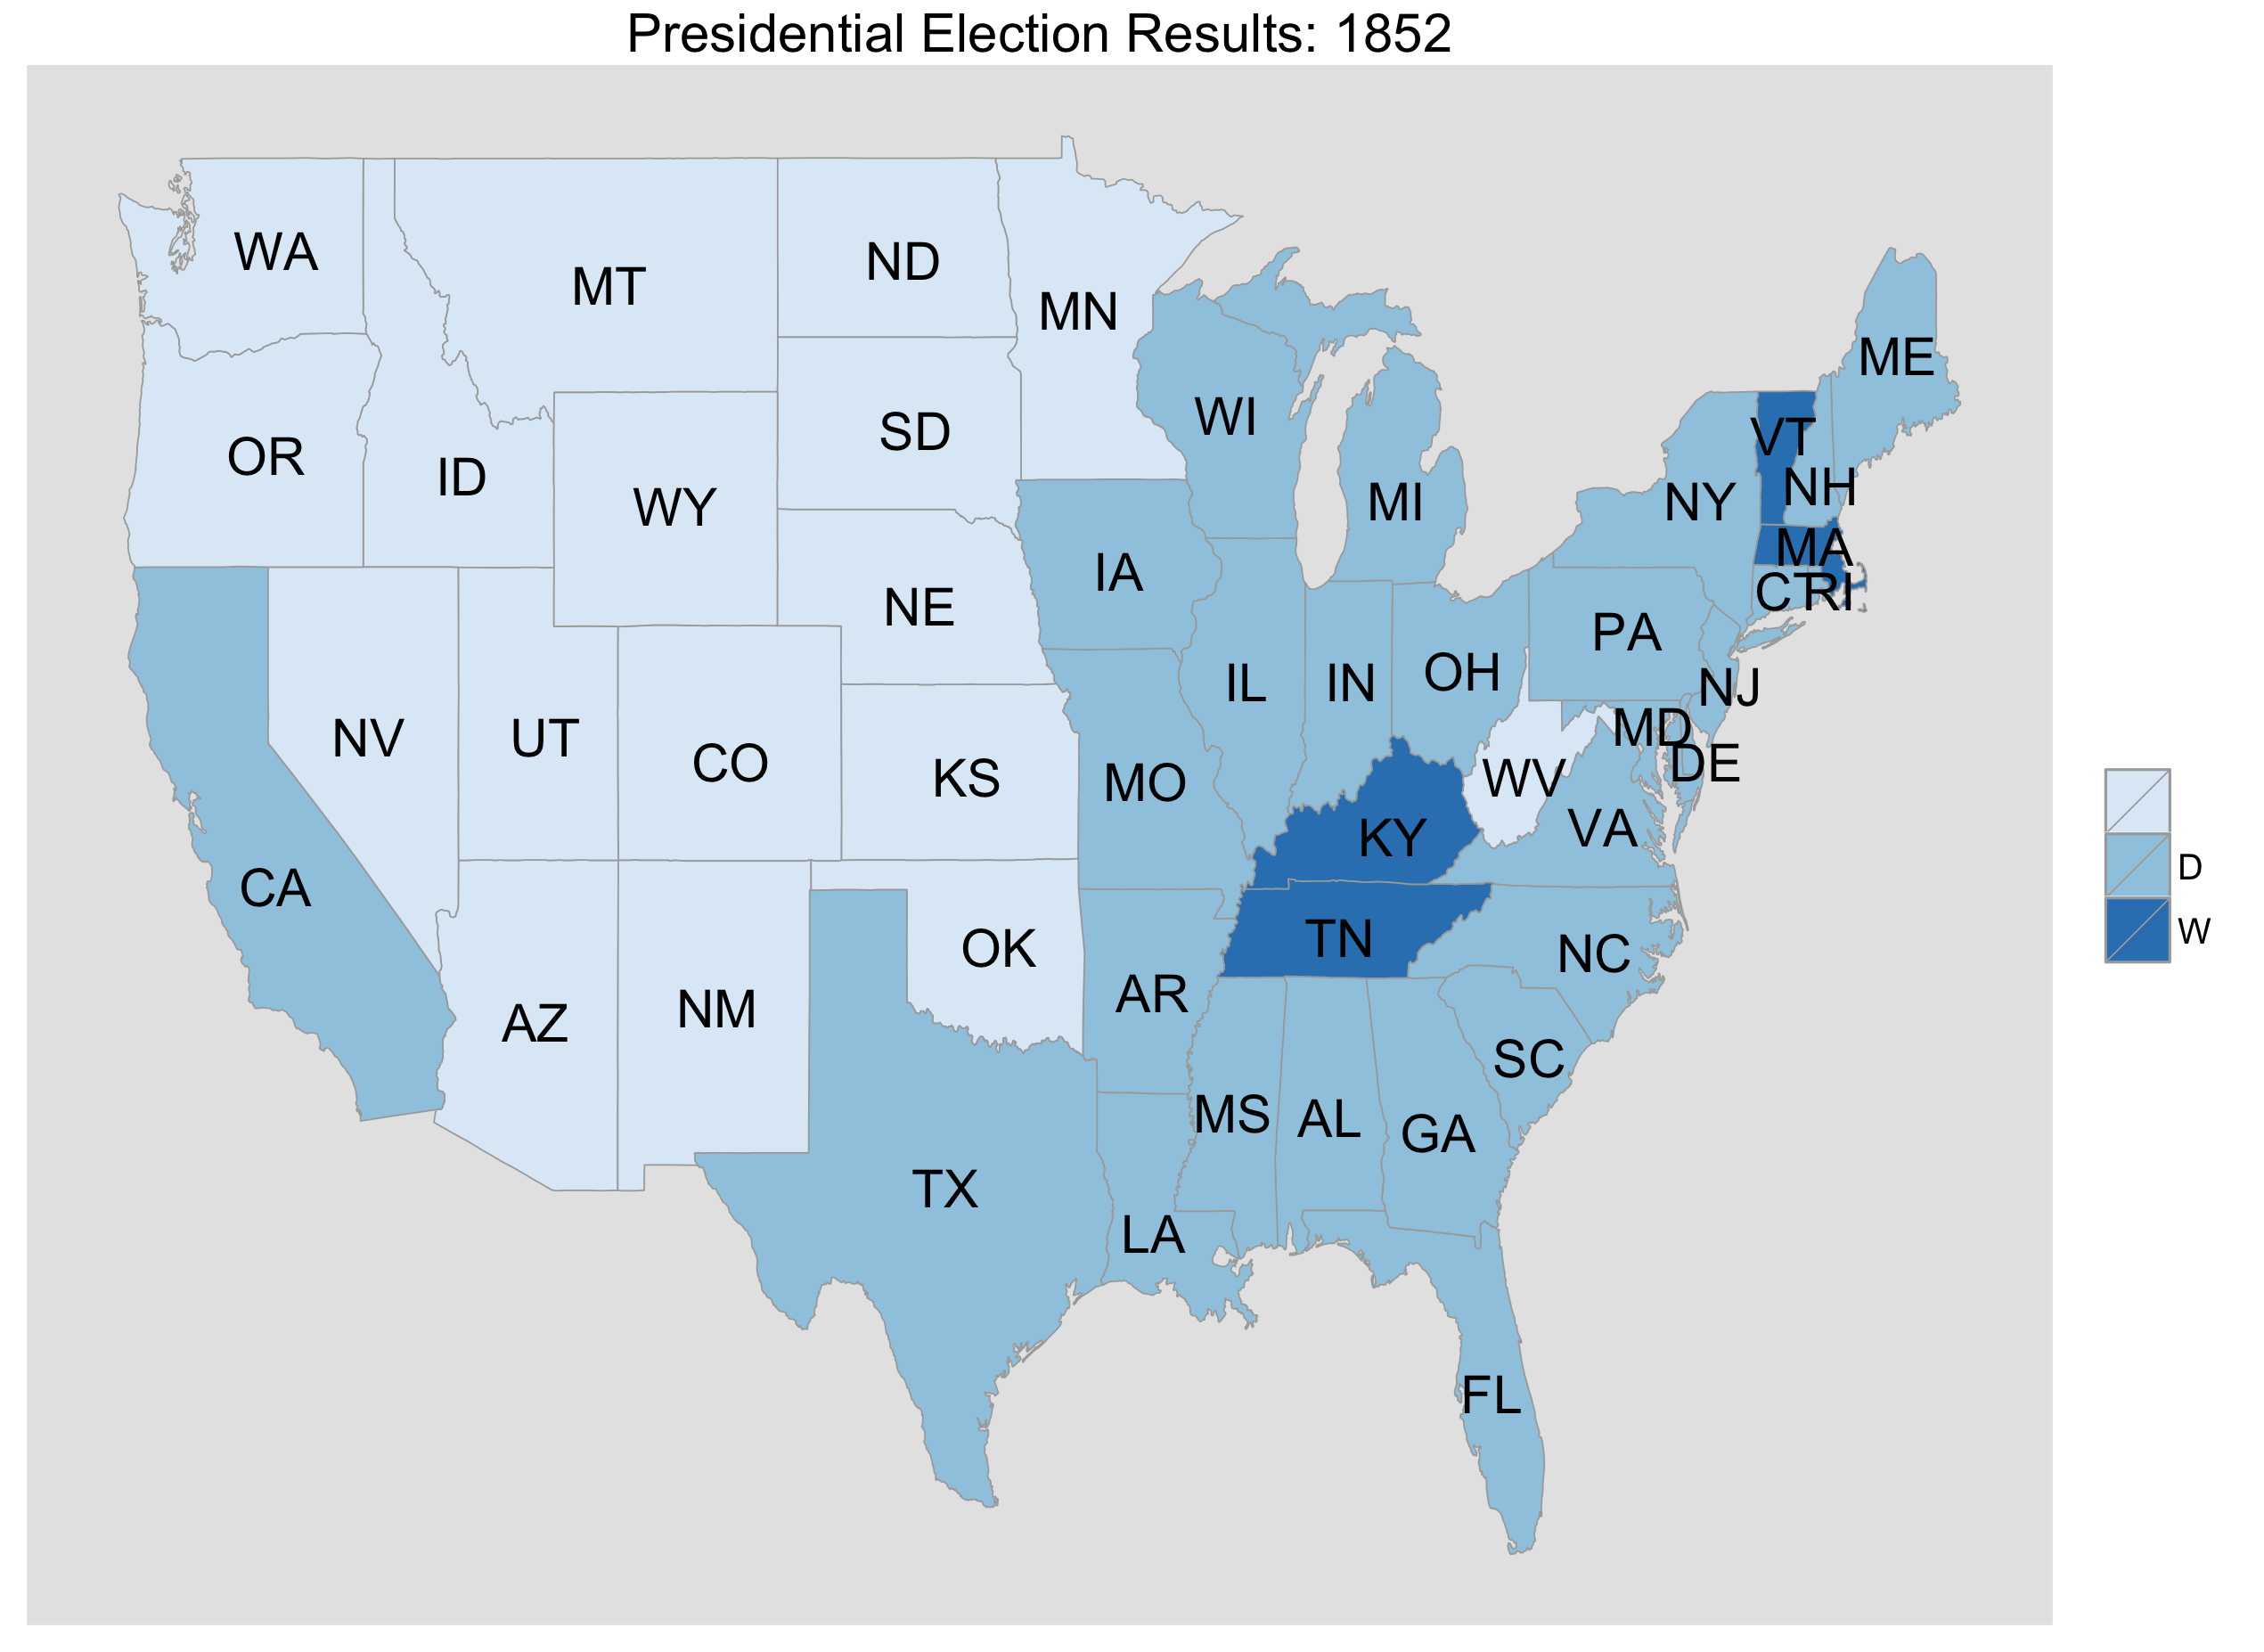 Presidential Election Results: 1852
WA
MT
ND
MN
ME
OR
ID
WY
SD
WI
MI
NY
VT
NH
MA
CT
RI
NE
IA
IL
IN
OH
PA
NJ
NV
UT
CO
KS
MO
WV
MD
DE
VA
KY
CA
AZ
NM
OK
AR
TN
NC
SC
TX
LA
MS
AL
GA
FL
D
W